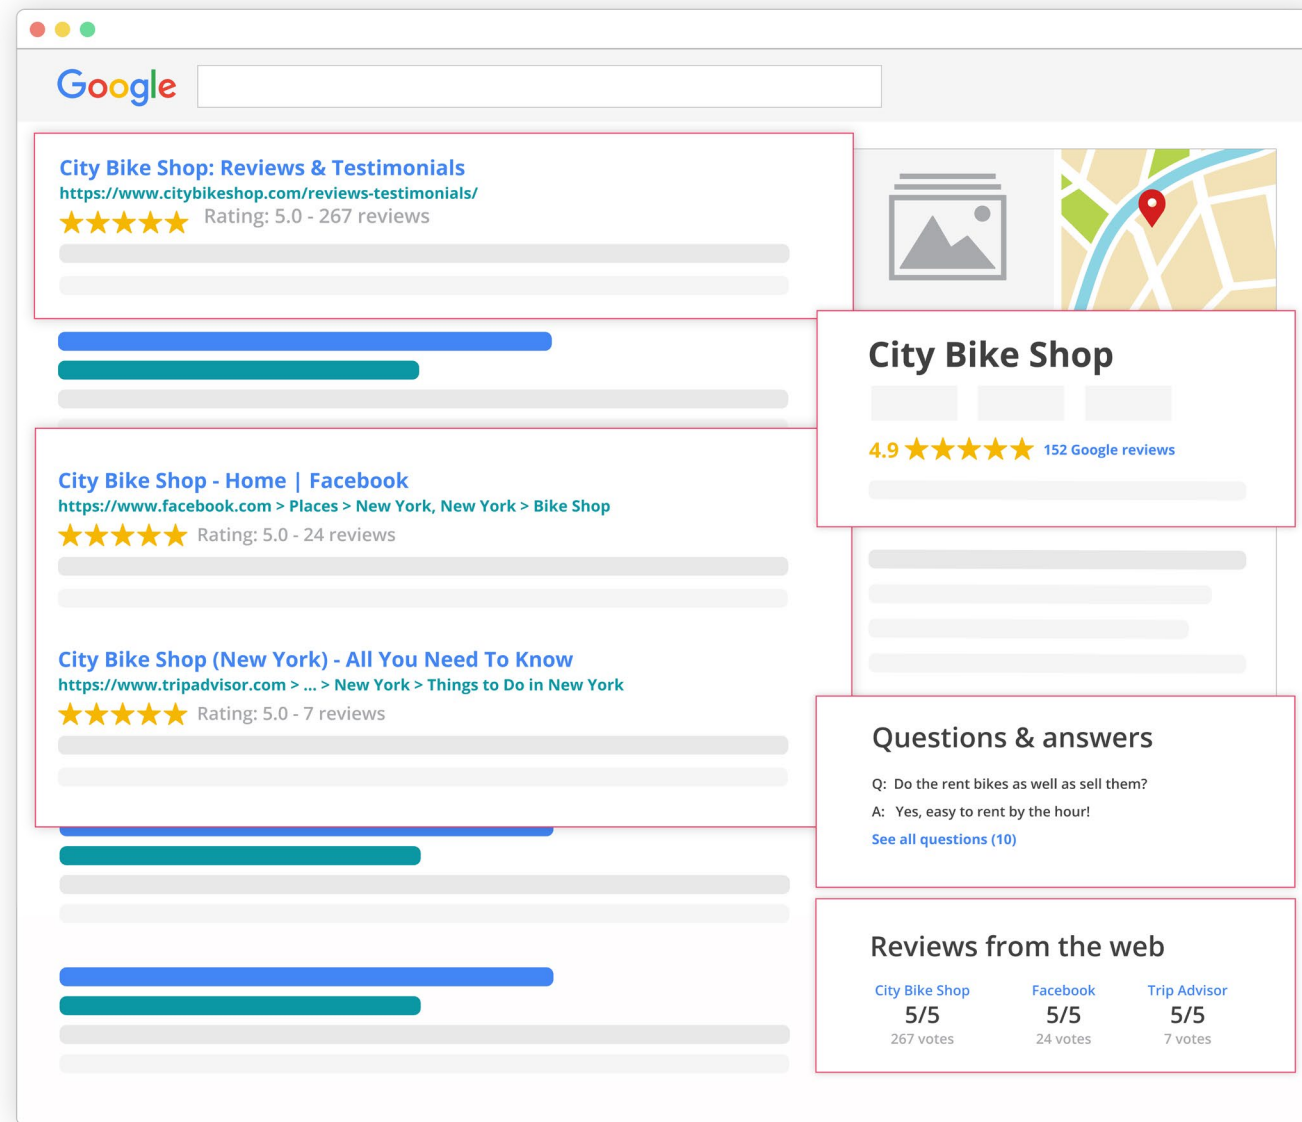 Google
City Bike Shop: Reviews & Testimonials
https://www.citybikeshop.com/reviews-testimonials/
Rating: 5.0 - 267 reviews
City Bike Shop - Home | Facebook
https://www.facebook.com > Places > New York, New York > Bike Shop
Rating: 5.0 - 24 reviews
City Bike Shop (New York) - All You Need To Know
https://www.tripadvisor.com > ... > New York > Things to Do in New York
Rating: 5.0 - 7 reviews
City Bike Shop
4.9 152 Google reviews
Questions & answers
Q: Do the rent bikes as well as sell them?
A: Yes, easy to rent by the hour!
See all questions (10)
Reviews from the web
City Bike Shop Facebook Trip Advisor
5/5 5/5 5/5
267 votes 24 votes 7 votes